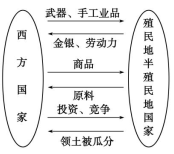 西方国家
武器、手工业品
金银、劳动力
商品
原料
投资、竞争
领土被瓜分
殖民地半殖民地国家